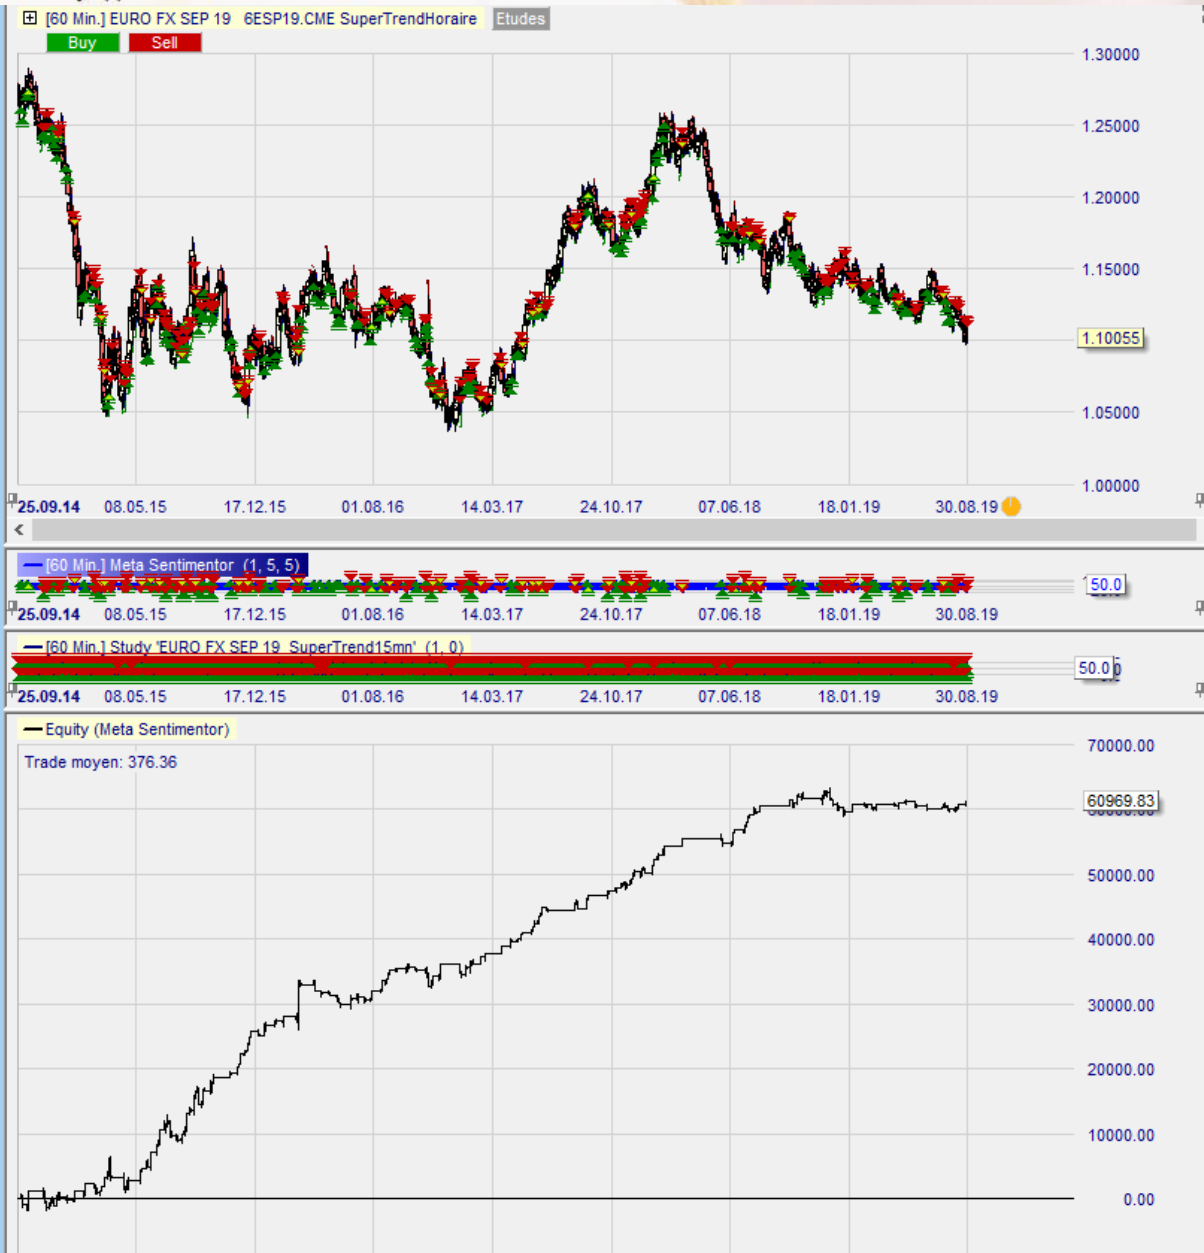 [60 Min.] EURO FX SEP 19 6ESP19.CME SuperTrendHoraire Etudes
Buy Sell
1.30000
1.25000
1.20000
1.15000
1.10055
1.05000
1.00000
25.09.14 08.05.15 17.12.15 01.08.16 14.03.17 24.10.17 07.06.18 18.01.19 30.08.19
[60 Min.] Meta Sentimentor (1, 5, 5)
50.0
25.09.14 08.05.15 17.12.15 01.08.16 14.03.17 24.10.17 07.06.18 18.01.19 30.08.19
[60 Min.] Study 'EURO FX SEP 19 SuperTrend15mn' (1, 0)
50.0
25.09.14 08.05.15 17.12.15 01.08.16 14.03.17 24.10.17 07.06.18 18.01.19 30.08.19
Equity (Meta Sentimentor)
70000.00
Trade moyen: 376.36
60969.83
50000.00
40000.00
30000.00
20000.00
10000.00
0.00